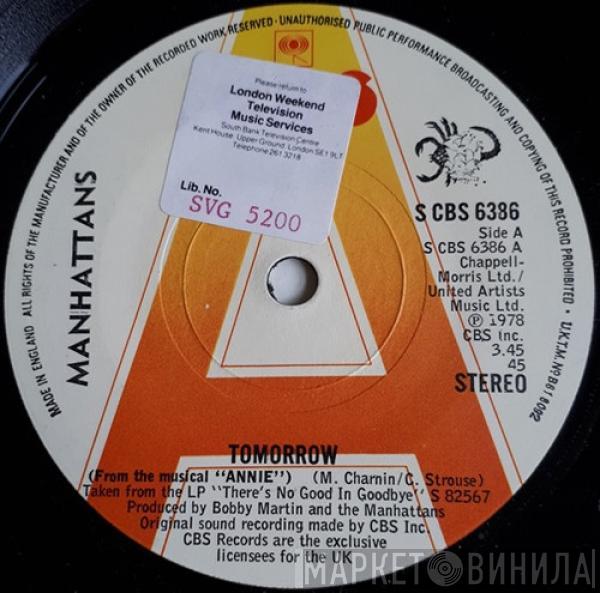 MADE IN ENGLAND ALL RIGHTS OF THE MANUFACTURER AND OF THE OWNER OF THE RECORDED WORK RESERVED · UNAUTHORISED PUBLIC PERFORMANCE BROADCASTING AND COPYING OF THIS RECORD PROHIBITED · U.K.T.M. Nº B618092
Please return to
London Weekend
Television
Music Services
South Bank Television Centre
Kent House Upper Ground London SE1 9LT
Telephone 261 3218
Lib. No.
SVG 5200
MANHATTANS
S CBS 6386
Side A
S CBS 6386 A
Chappell-
Morris Ltd./
United Artists
Music Ltd.
Ⓟ 1978
CBS Inc.
3.45
45
STEREO
TOMORROW
(From the musical "ANNIE") (M. Charnin/C. Strouse)
Taken from the LP "There's No Good In Goodbye" S 82567
Produced by Bobby Martin and the Manhattans
Original sound recording made by CBS Inc.
CBS Records are the exclusive
licensees for the UK
МАРКЕТ ВИНИЛА